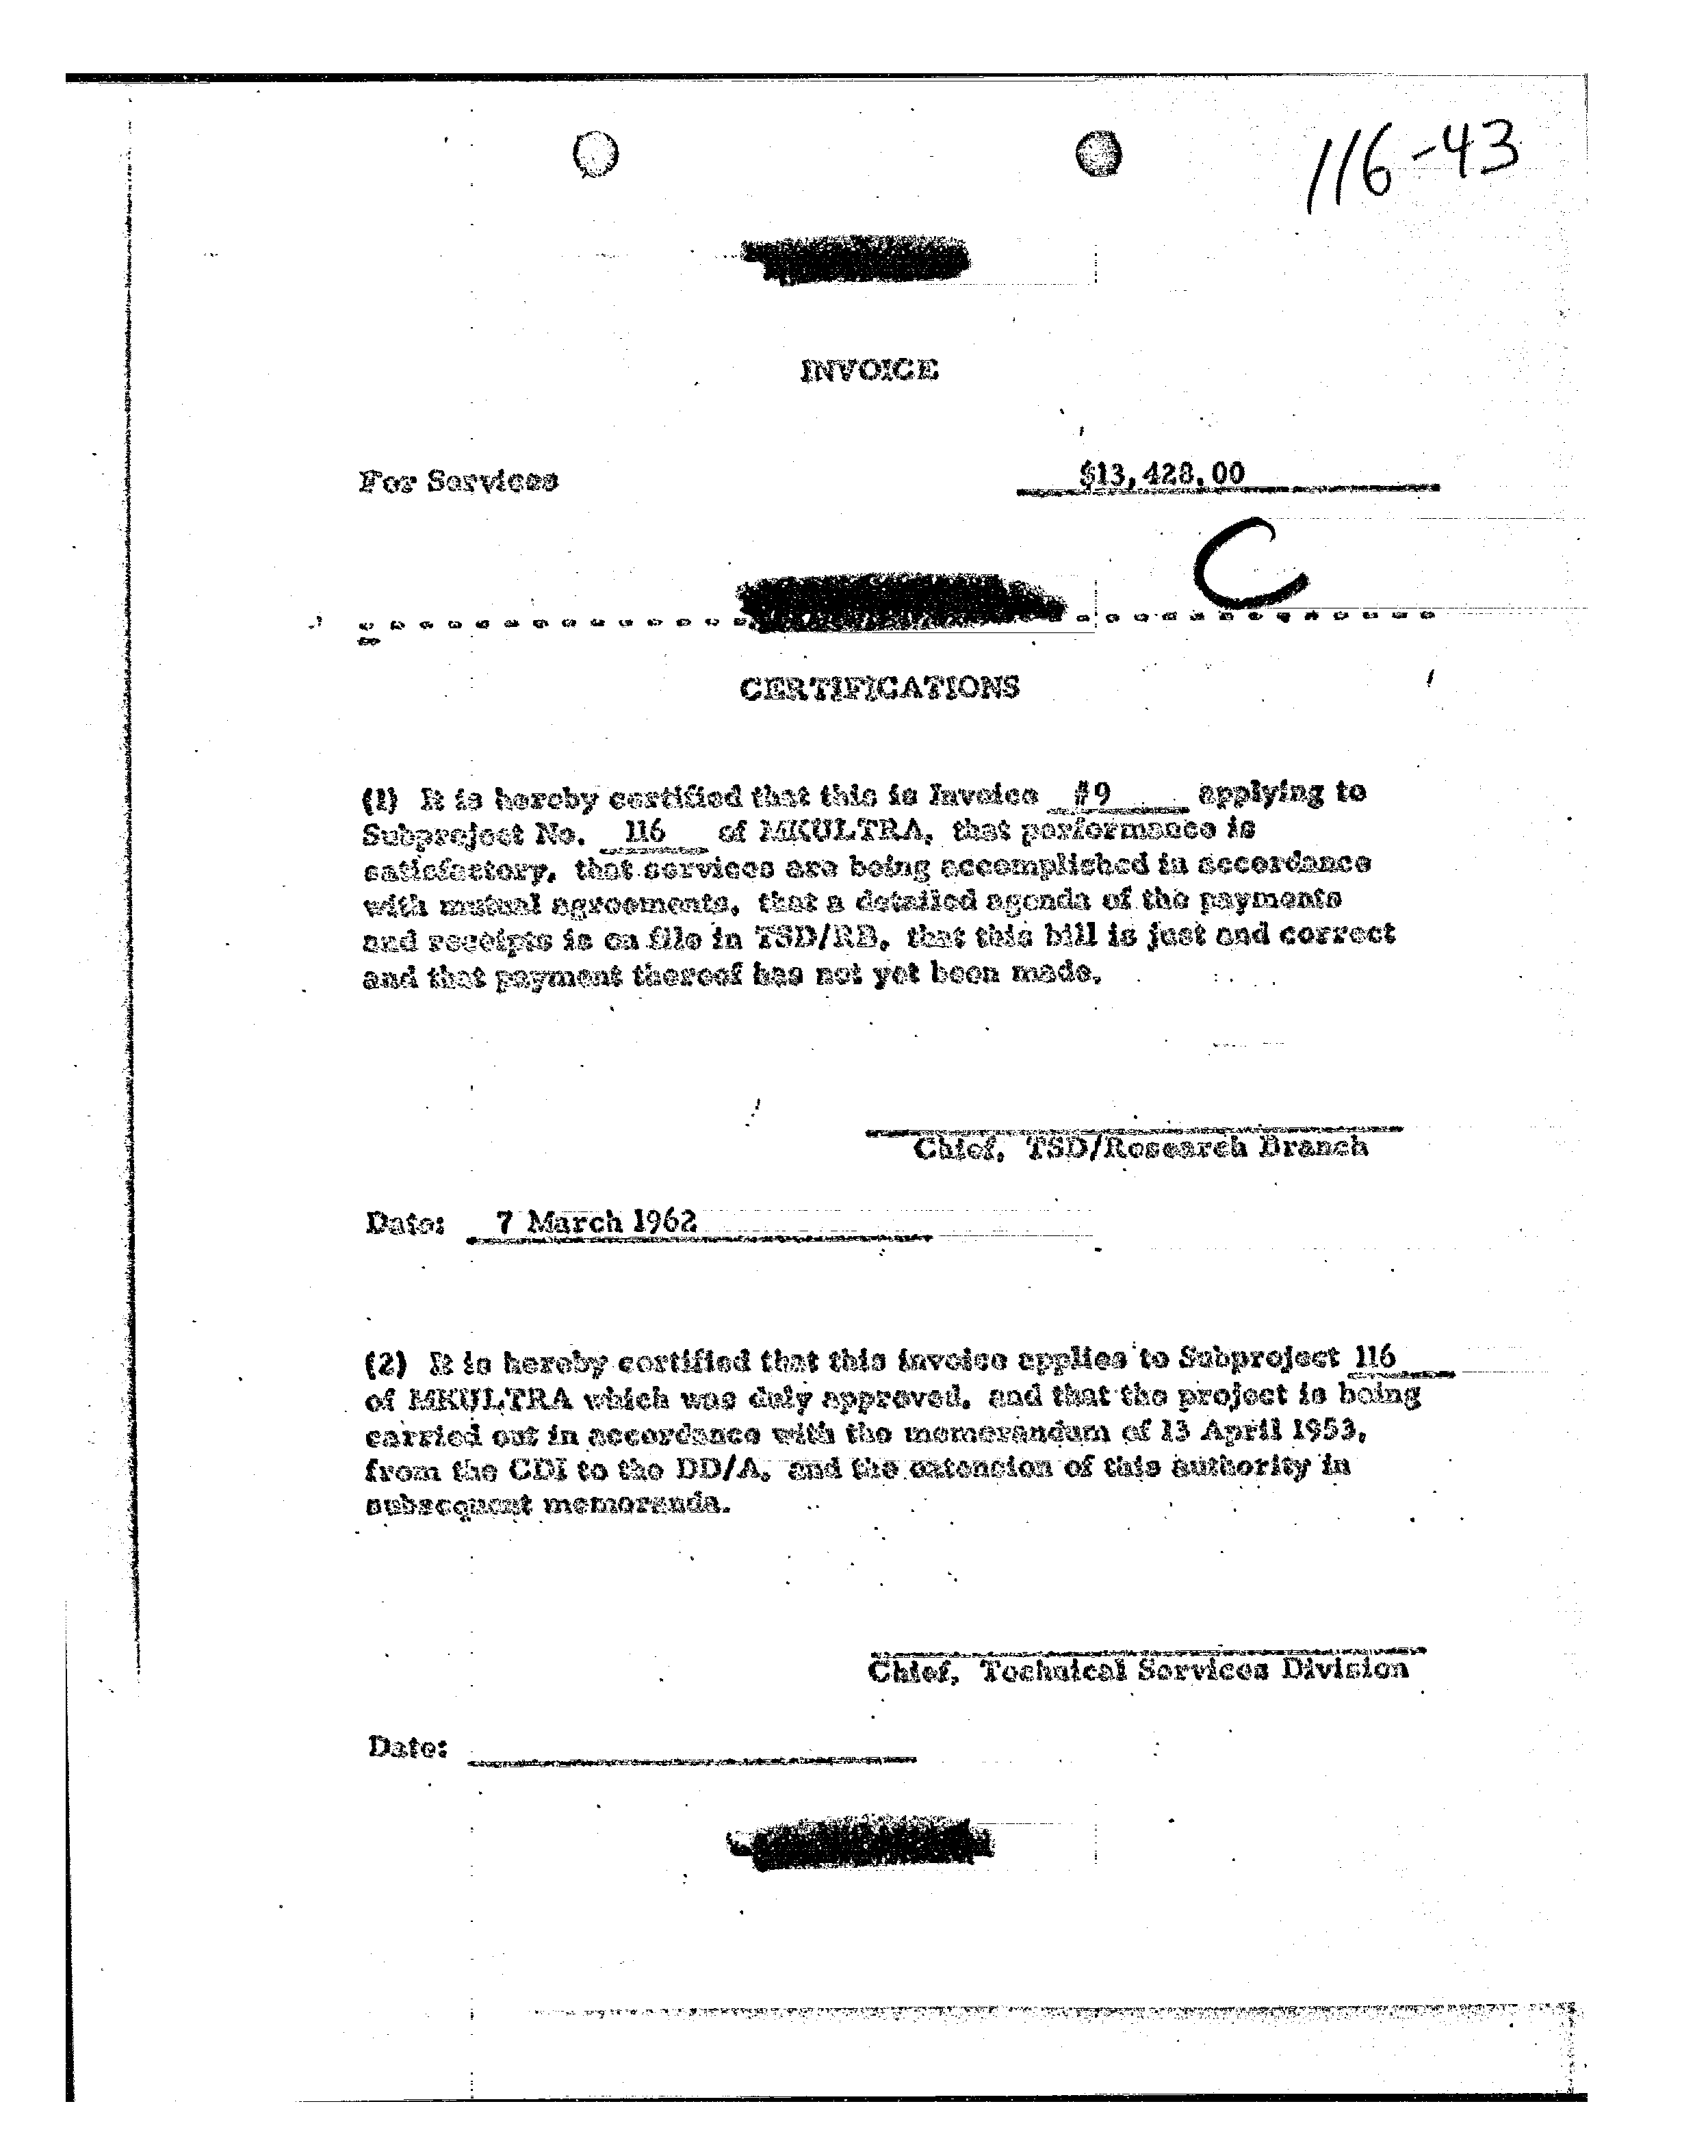 116-43
INVOICE
For Services $13,428.00
C
CERTIFICATIONS
(1) It is hereby certified that this is Invoice #9 applying to
Subproject No. 116 of MKULTRA, that performance is
satisfactory, that services are being accomplished in accordance
with mutual agreements, that a detailed agenda of the payments
and receipts is on file in TSD/RB, that this bill is just and correct
and that payment thereof has not yet been made.
Chief, TSD/Research Branch
Date: 7 March 1962
(2) It is hereby certified that this invoice applies to Subproject 116
of MKULTRA which was duly approved, and that the project is being
carried out in accordance with the memorandum of 13 April 1953,
from the CDI to the DD/A, and the extension of this authority in
subsequent memoranda.
Chief, Technical Services Division
Date: